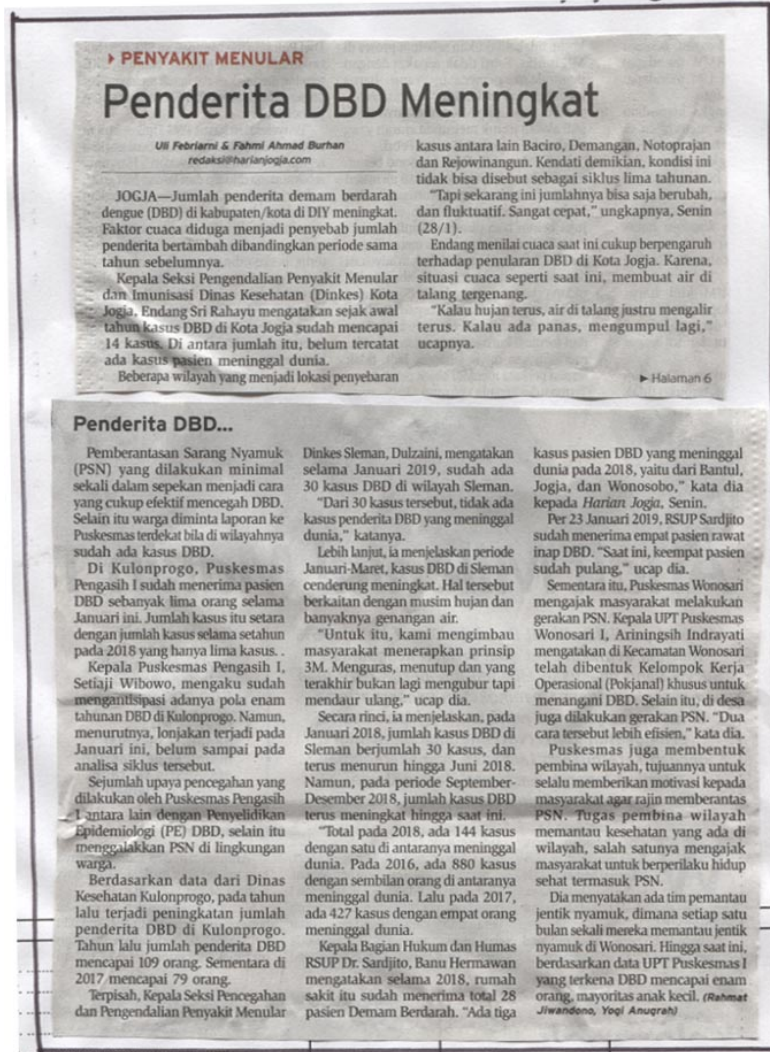 PENYAKIT MENULAR
Penderita DBD Meningkat
Uli Febriarni & Fahmi Ahmad Burhan
redaksi@harianjogja.com
JOGJA—Jumlah penderita demam berdarah
dengue (DBD) di kabupaten/kota di DIY meningkat.
Faktor cuaca diduga menjadi penyebab jumlah
penderita bertambah dibandingkan periode sama
tahun sebelumnya.
Kepala Seksi Pengendalian Penyakit Menular
dan Imunisasi Dinas Kesehatan (Dinkes) Kota
Jogja, Endang Sri Rahayu mengatakan sejak awal
tahun kasus DBD di Kota Jogja sudah mencapai
14 kasus. Di antara jumlah itu, belum tercatat
ada kasus pasien meninggal dunia.
Beberapa wilayah yang menjadi lokasi penyebaran
kasus antara lain Baciro, Demangan, Notoprajan
dan Rejowinangun. Kendati demikian, kondisi ini
tidak bisa disebut sebagai siklus lima tahunan.
"Tapi sekarang ini jumlahnya bisa saja berubah,
dan fluktuatif. Sangat cepat," ungkapnya, Senin
(28/1).
Endang menilai cuaca saat ini cukup berpengaruh
terhadap penularan DBD di Kota Jogja. Karena,
situasi cuaca seperti saat ini, membuat air di
talang tergenang.
"Kalau hujan terus, air di talang justru mengalir
terus. Kalau ada panas, mengumpul lagi,"
ucapnya.
Halaman 6
Penderita DBD...
Pemberantasan Sarang Nyamuk
(PSN) yang dilakukan minimal
sekali dalam sepekan menjadi cara
yang cukup efektif mencegah DBD.
Selain itu warga diminta laporan ke
Puskesmas terdekat bila di wilayahnya
sudah ada kasus DBD.
Di Kulonprogo, Puskesmas
Pengasih I sudah menerima pasien
DBD sebanyak lima orang selama
Januari ini. Jumlah kasus itu setara
dengan jumlah kasus selama setahun
pada 2018 yang hanya lima kasus. .
Kepala Puskesmas Pengasih I,
Setiaji Wibowo, mengaku sudah
mengantisipasi adanya pola enam
tahunan DBD di Kulonprogo. Namun,
menurutnya, lonjakan terjadi pada
Januari ini, belum sampai pada
analisa siklus tersebut.
Sejumlah upaya pencegahan yang
dilakukan oleh Puskesmas Pengasih
I antara lain dengan Penyelidikan
Epidemiologi (PE) DBD, selain itu
menggalakkan PSN di lingkungan
warga.
Berdasarkan data dari Dinas
Kesehatan Kulonprogo, pada tahun
lalu terjadi peningkatan jumlah
penderita DBD di Kulonprogo.
Tahun lalu jumlah penderita DBD
mencapai 109 orang. Sementara di
2017 mencapai 79 orang.
Terpisah, Kepala Seksi Pencegahan
dan Pengendalian Penyakit Menular
Dinkes Sleman, Dulzaini, mengatakan
selama Januari 2019, sudah ada
30 kasus DBD di wilayah Sleman.
"Dari 30 kasus tersebut, tidak ada
kasus penderita DBD yang meninggal
dunia," katanya.
Lebih lanjut, ia menjelaskan periode
Januari-Maret, kasus DBD di Sleman
cenderung meningkat. Hal tersebut
berkaitan dengan musim hujan dan
banyaknya genangan air.
"Untuk itu, kami mengimbau
masyarakat menerapkan prinsip
3M. Menguras, menutup dan yang
terakhir bukan lagi mengubur tapi
mendaur ulang," ucap dia.
Secara rinci, ia menjelaskan, pada
Januari 2018, jumlah kasus DBD di
Sleman berjumlah 30 kasus, dan
terus menurun hingga Juni 2018.
Namun, pada periode September-
Desember 2018, jumlah kasus DBD
terus meningkat hingga saat ini.
"Total pada 2018, ada 144 kasus
dengan satu di antaranya meninggal
dunia. Pada 2016, ada 880 kasus
dengan sembilan orang di antaranya
meninggal dunia. Lalu pada 2017,
ada 427 kasus dengan empat orang
meninggal dunia.
Kepala Bagian Hukum dan Humas
RSUP Dr. Sardjito, Banu Hermawan
mengatakan selama 2018, rumah
sakit itu sudah menerima total 28
pasien Demam Berdarah. "Ada tiga
kasus pasien DBD yang meninggal
dunia pada 2018, yaitu dari Bantul,
Jogja, dan Wonosobo," kata dia
kepada Harian Jogja, Senin.
Per 23 Januari 2019, RSUP Sardjito
sudah menerima empat pasien rawat
inap DBD. "Saat ini, keempat pasien
sudah pulang," ucap dia.
Sementara itu, Puskesmas Wonosari
mengajak masyarakat melakukan
gerakan PSN. Kepala UPT Puskesmas
Wonosari I, Ariningsih Indrayati
mengatakan di Kecamatan Wonosari
telah dibentuk Kelompok Kerja
Operasional (Pokjanal) khusus untuk
menangani DBD. Selain itu, di desa
juga dilakukan gerakan PSN. "Dua
cara tersebut lebih efisien," kata dia.
Puskesmas juga membentuk
pembina wilayah, tujuannya untuk
selalu memberikan motivasi kepada
masyarakat agar rajin memberantas
PSN. Tugas pembina wilayah
memantau kesehatan yang ada di
wilayah, salah satunya mengajak
masyarakat untuk berperilaku hidup
sehat termasuk PSN.
Dia menyatakan ada tim pemantau
jentik nyamuk, dimana setiap satu
bulan sekali mereka memantau jentik
nyamuk di Wonosari. Hingga saat ini,
berdasarkan data UPT Puskesmas I
yang terkena DBD mencapai enam
orang, mayoritas anak kecil. (Rahmat
Jiwandono, Yogi Anugrah)